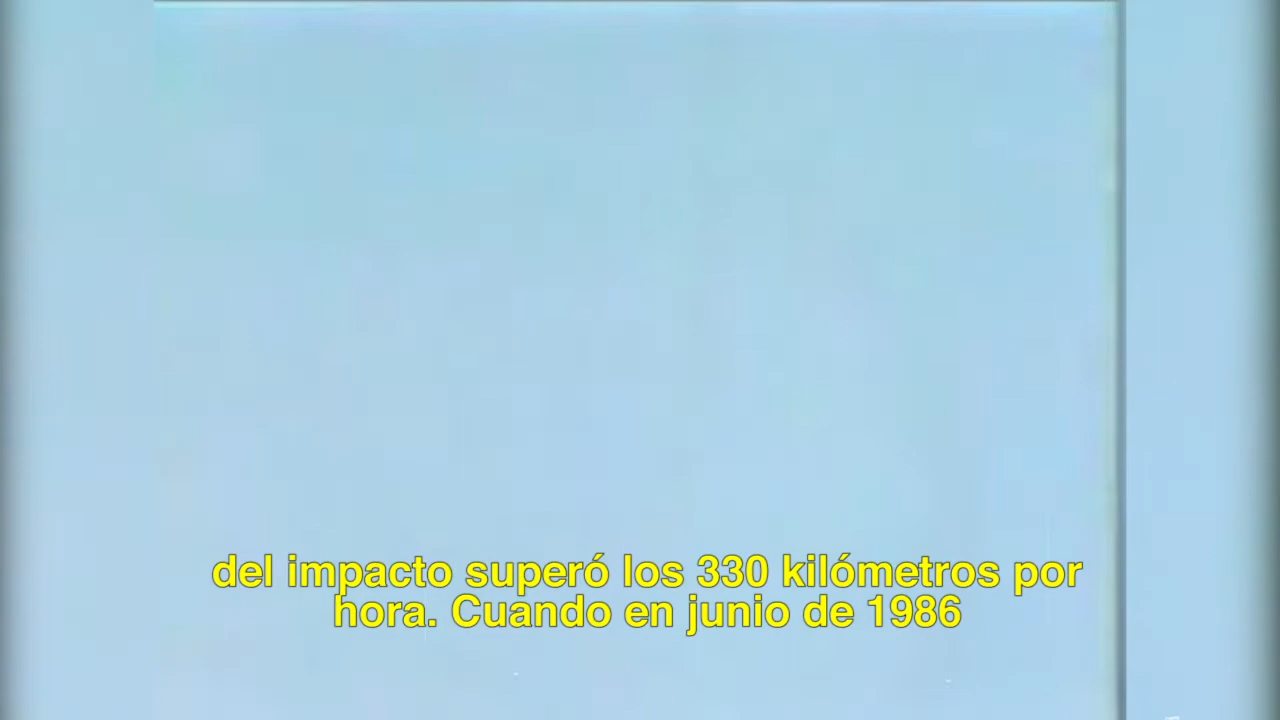 del impacto superó los 330 kilómetros por
hora. Cuando en junio de 1986